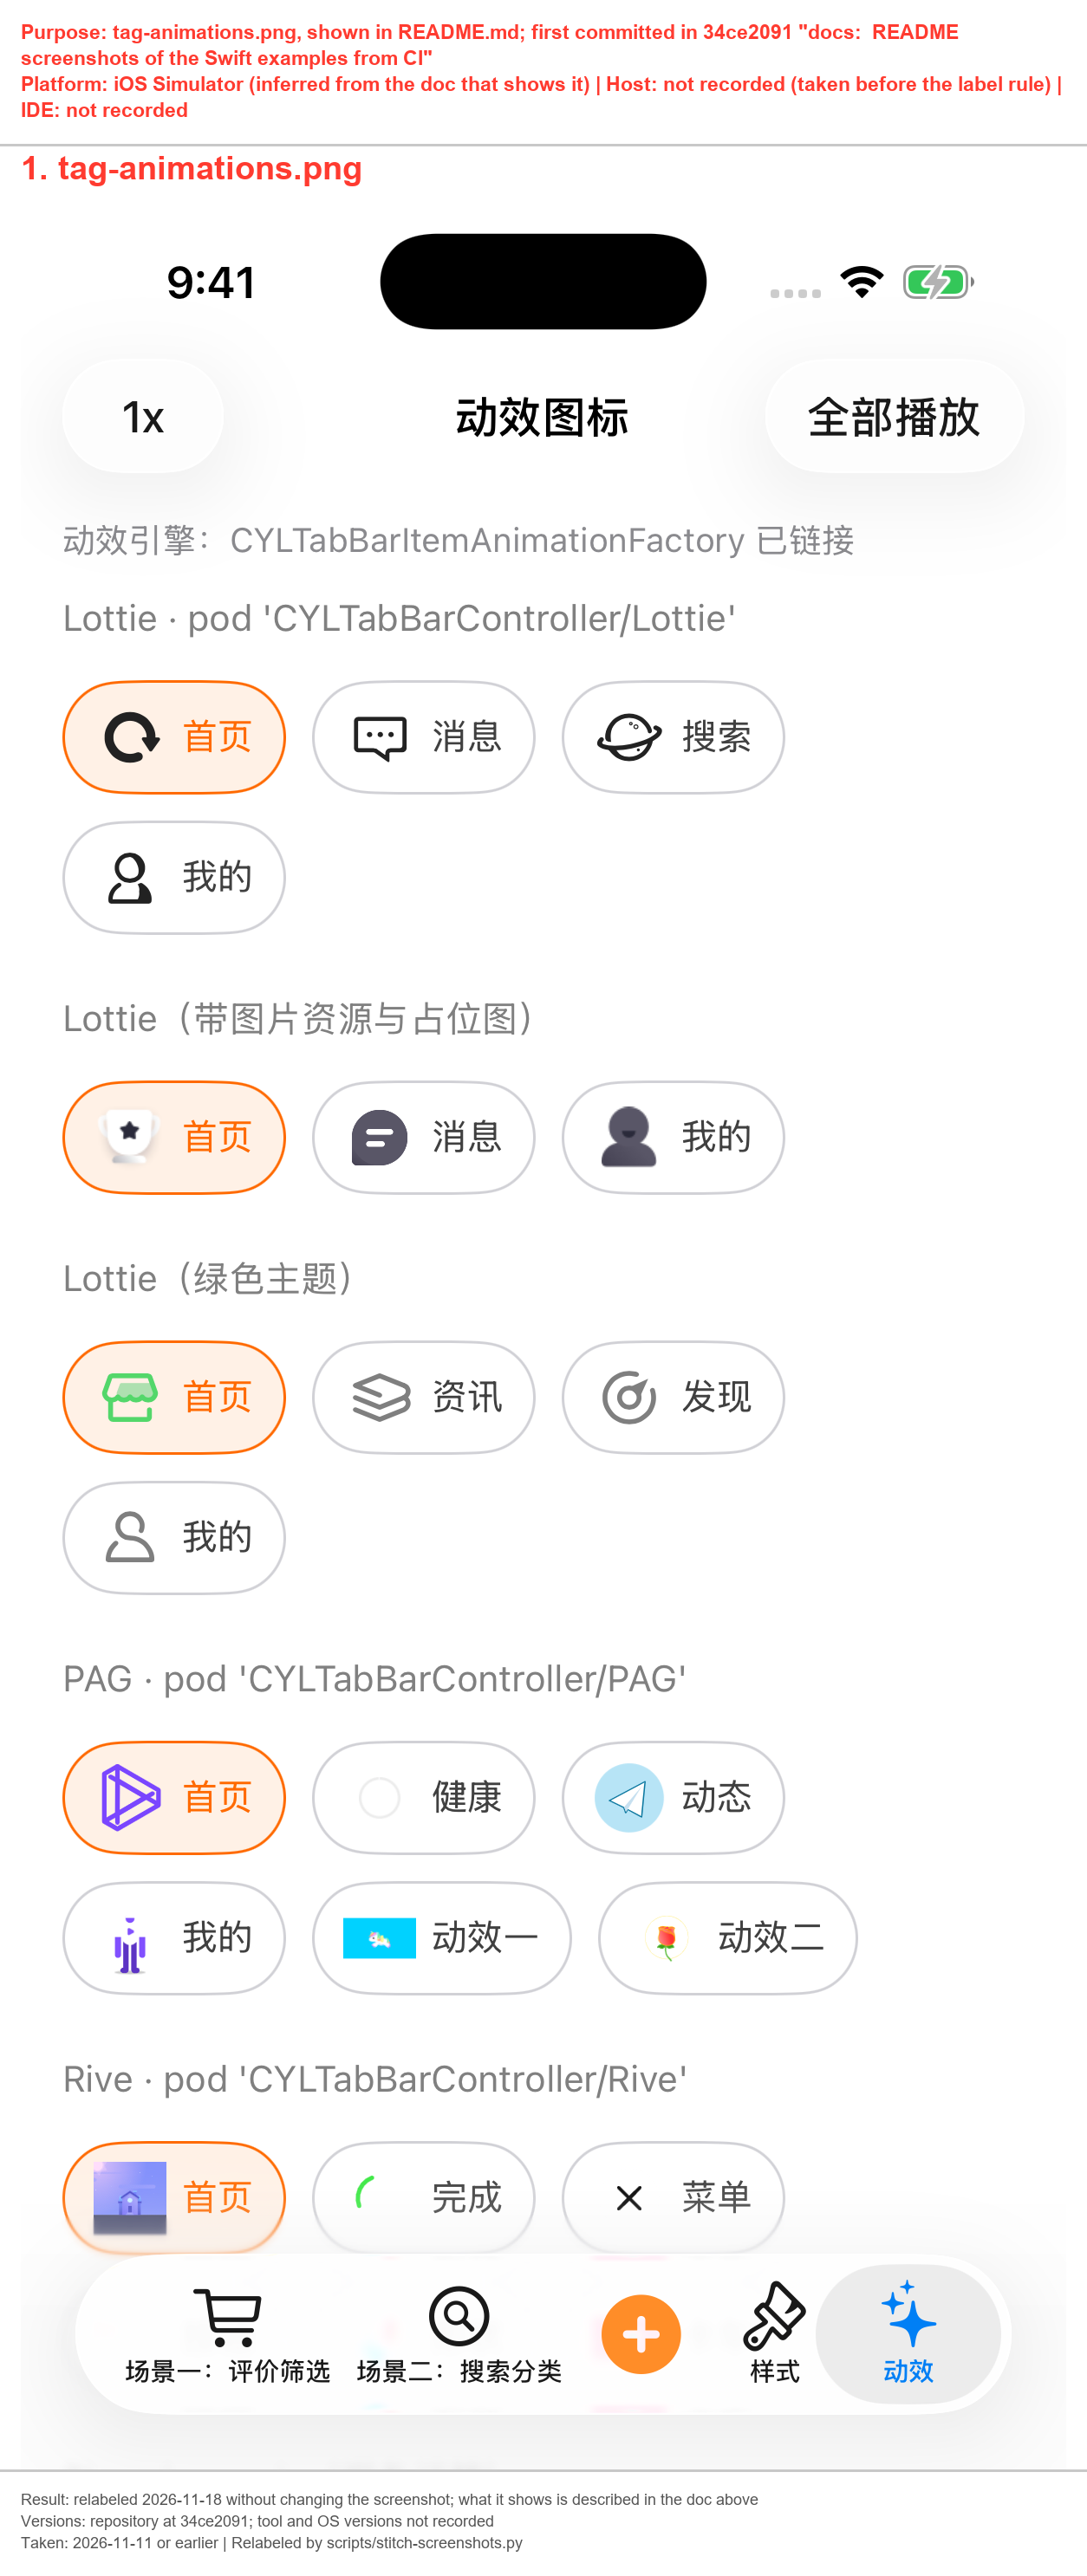 Purpose: tag-animations.png, shown in README.md; first committed in 34ce2091 "docs:  README
screenshots of the Swift examples from CI"
Platform: iOS Simulator (inferred from the doc that shows it) | Host: not recorded (taken before the label rule) |
IDE: not recorded
1. tag-animations.png
9:41
1x 动效图标 全部播放
动效引擎：CYLTabBarItemAnimationFactory 已链接
Lottie · pod 'CYLTabBarController/Lottie'
首页 消息 搜索
我的
Lottie（带图片资源与占位图）
首页 消息 我的
Lottie（绿色主题）
首页 资讯 发现
我的
PAG · pod 'CYLTabBarController/PAG'
首页 健康 动态
我的 动效一 动效二
Rive · pod 'CYLTabBarController/Rive'
首页 完成 菜单
场景一：评价筛选 场景二：搜索分类 样式 动效
Result: relabeled 2026-11-18 without changing the screenshot; what it shows is described in the doc above
Versions: repository at 34ce2091; tool and OS versions not recorded
Taken: 2026-11-11 or earlier | Relabeled by scripts/stitch-screenshots.py